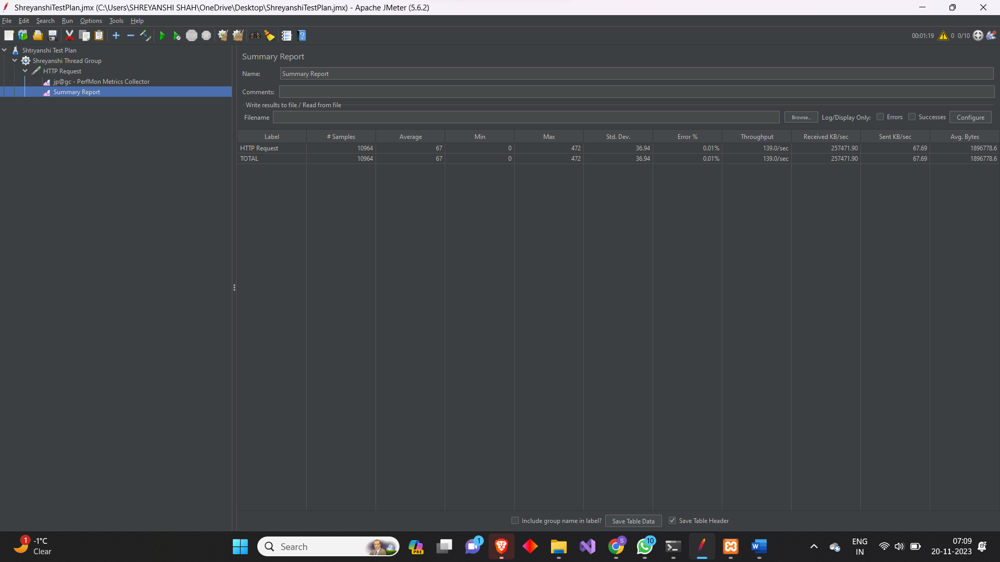 ShreyanshiTestPlan.jmx (C:\Users\SHREYANSHI SHAH\OneDrive\Desktop\ShreyanshiTestPlan.jmx) - Apache JMeter (5.6.2)
File Edit Search Run Options Tools Help
STOP 00:01:19 0 0/10
Shtryanshi Test Plan
Shreyanshi Thread Group
HTTP Request
jp@gc - PerfMon Metrics Collector
Summary Report
Summary Report
Name: Summary Report
Comments:
Write results to file / Read from file
Filename Browse... Log/Display Only: Errors Successes Configure
Label # Samples Average Min Max Std. Dev. Error % Throughput Received KB/sec Sent KB/sec Avg. Bytes
HTTP Request 10964 67 0 472 36.94 0.01% 139.0/sec 257471.90 67.69 1896778.6
TOTAL 10964 67 0 472 36.94 0.01% 139.0/sec 257471.90 67.69 1896778.6
Include group name in label? Save Table Data Save Table Header
1 -1°C
Clear
Search
PRE
1
S
10
ENG
IN
07:09
20-11-2023